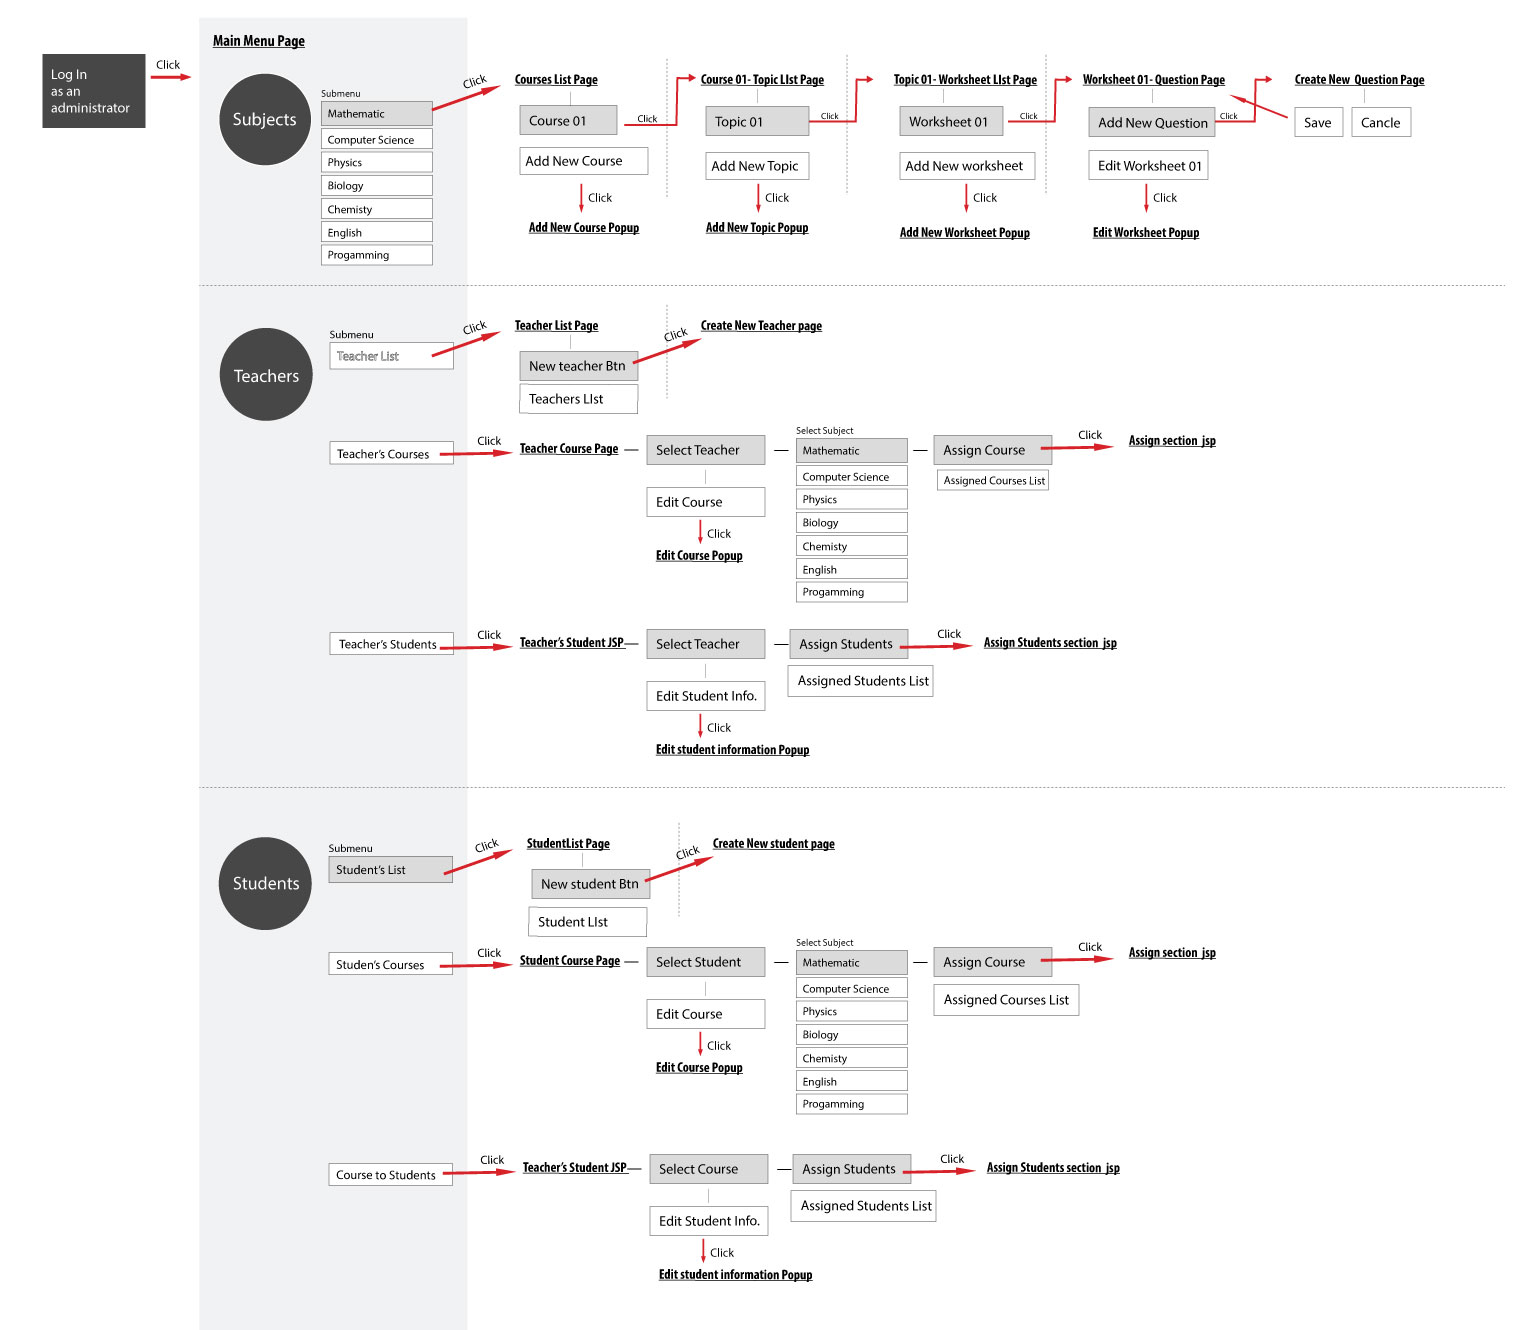 Main Menu Page
Log In
as an
administrator
Click
Subjects
Submenu
Mathematic
Computer Science
Physics
Biology
Chemisty
English
Progamming
Click
Courses List Page
Course 01
Click
Add New Course
Click
Add New Course Popup
Course 01- Topic LIst Page
Topic 01
Click
Add New Topic
Click
Add New Topic Popup
Topic 01- Worksheet LIst Page
Worksheet 01
Click
Add New worksheet
Click
Add New Worksheet Popup
Worksheet 01- Question Page
Add New Question
Click
Edit Worksheet 01
Click
Edit Worksheet Popup
Create New Question Page
Save
Cancle
Teachers
Submenu
Teacher List
Click
Teacher List Page
New teacher Btn
Teachers LIst
Click
Create New Teacher page
Teacher's Courses
Click
Teacher Course Page
Select Teacher
Edit Course
Click
Edit Course Popup
Select Subject
Mathematic
Computer Science
Physics
Biology
Chemisty
English
Progamming
Assign Course
Assigned Courses List
Click
Assign section jsp
Teacher's Students
Click
Teacher's Student JSP
Select Teacher
Edit Student Info.
Click
Edit student information Popup
Assign Students
Assigned Students List
Click
Assign Students section jsp
Students
Submenu
Student's List
Click
StudentList Page
New student Btn
Student LIst
Click
Create New student page
Studen's Courses
Click
Student Course Page
Select Student
Edit Course
Click
Edit Course Popup
Select Subject
Mathematic
Computer Science
Physics
Biology
Chemisty
English
Progamming
Assign Course
Assigned Courses List
Click
Assign section jsp
Course to Students
Click
Teacher's Student JSP
Select Course
Edit Student Info.
Click
Edit student information Popup
Assign Students
Assigned Students List
Click
Assign Students section jsp